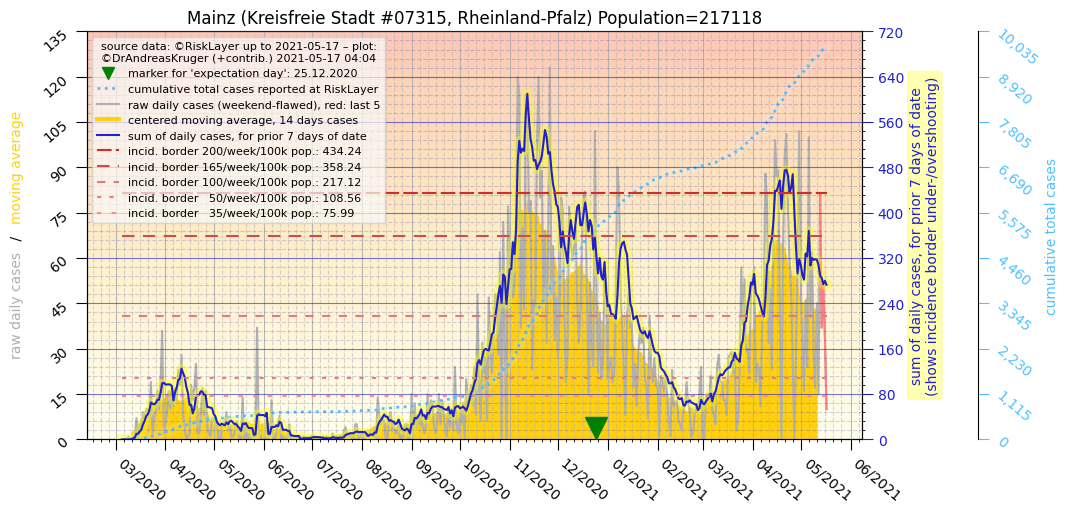 Mainz (Kreisfreie Stadt #07315, Rheinland-Pfalz) Population=217118
source data: ©RiskLayer up to 2021-05-17 – plot:
©DrAndreasKruger (+contrib.) 2021-05-17 04:04
marker for 'expectation day': 25.12.2020
cumulative total cases reported at RiskLayer
raw daily cases (weekend-flawed), red: last 5
centered moving average, 14 days cases
sum of daily cases, for prior 7 days of date
incid. border 200/week/100k pop.: 434.24
incid. border 165/week/100k pop.: 358.24
incid. border 100/week/100k pop.: 217.12
incid. border 50/week/100k pop.: 108.56
incid. border 35/week/100k pop.: 75.99
raw daily cases / moving average
135
120
105
90
75
60
45
30
15
0
03/2020
04/2020
05/2020
06/2020
07/2020
08/2020
09/2020
10/2020
11/2020
12/2020
01/2021
02/2021
03/2021
04/2021
05/2021
06/2021
720
640
560
480
400
320
240
160
80
0
sum of daily cases, for prior 7 days of date
(shows incidence border under-/overshooting)
10,035
8,920
7,805
6,690
5,575
4,460
3,345
2,230
1,115
0
cumulative total cases